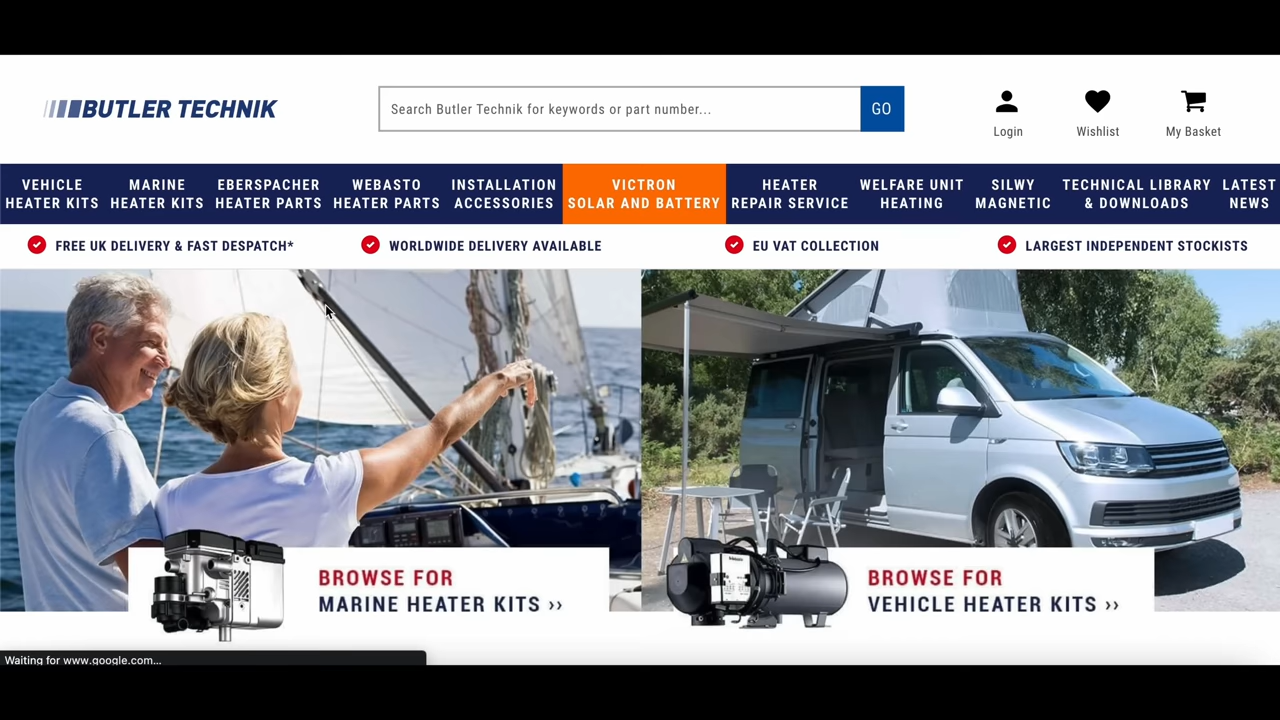 BUTLER TECHNIK
Search Butler Technik for keywords or part number...
GO
Login
Wishlist
My Basket
VEHICLE
HEATER KITS
MARINE
HEATER KITS
EBERSPACHER
HEATER PARTS
WEBASTO
HEATER PARTS
INSTALLATION
ACCESSORIES
VICTRON
SOLAR AND BATTERY
HEATER
REPAIR SERVICE
WELFARE UNIT
HEATING
SILWY
MAGNETIC
TECHNICAL LIBRARY
& DOWNLOADS
LATEST
NEWS
FREE UK DELIVERY & FAST DESPATCH*
WORLDWIDE DELIVERY AVAILABLE
EU VAT COLLECTION
LARGEST INDEPENDENT STOCKISTS
BROWSE FOR
MARINE HEATER KITS ››
BROWSE FOR
VEHICLE HEATER KITS ››
Waiting for www.google.com...